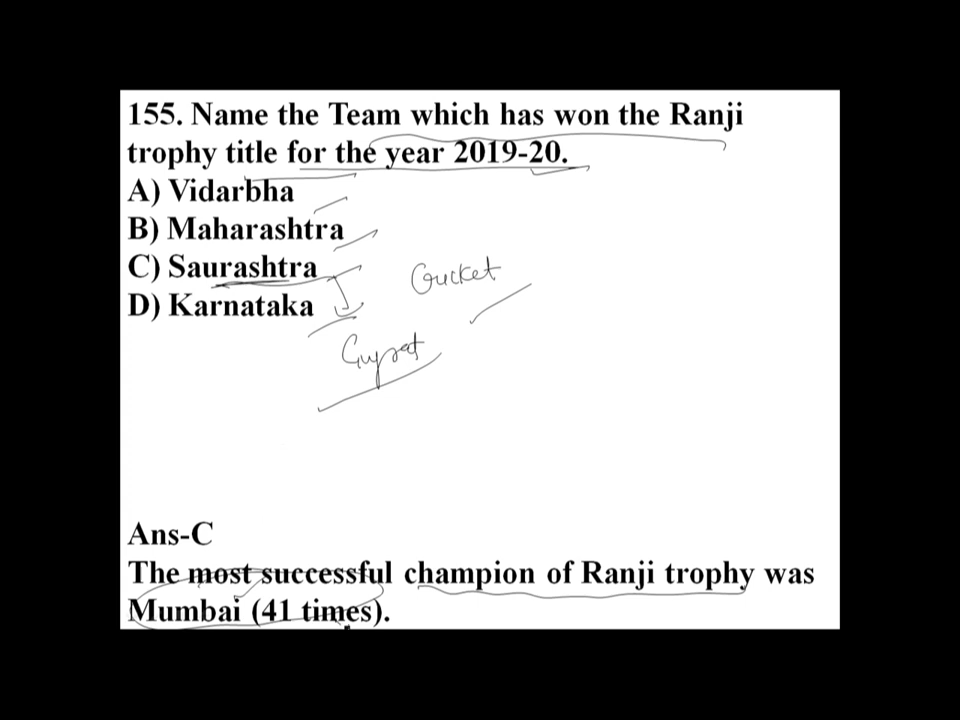 155. Name the Team which has won the Ranji
trophy title for the year 2019-20.
A) Vidarbha
B) Maharashtra
C) Saurashtra
Cricket
D) Karnataka
Gujrat
Ans-C
The most successful champion of Ranji trophy was
Mumbai (41 times).